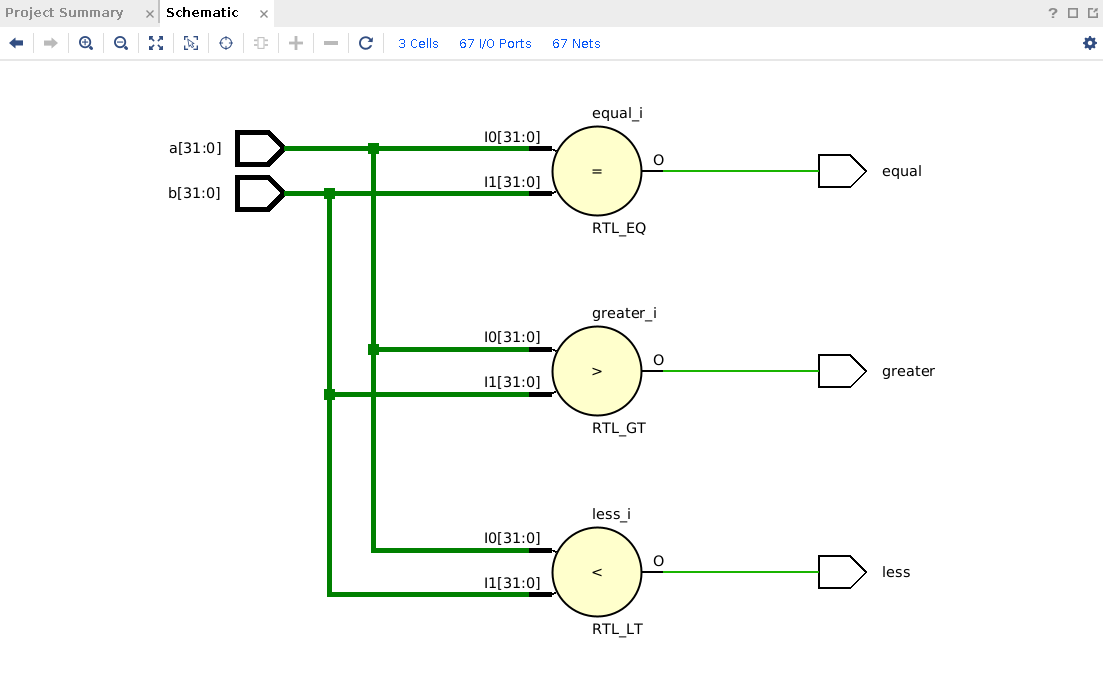 Project Summary × Schematic ×
?
3 Cells 67 I/O Ports 67 Nets
equal_i
a[31:0] I0[31:0] = O equal
b[31:0] I1[31:0]
RTL_EQ
greater_i
I0[31:0] > O greater
I1[31:0]
RTL_GT
less_i
I0[31:0] < O less
I1[31:0]
RTL_LT